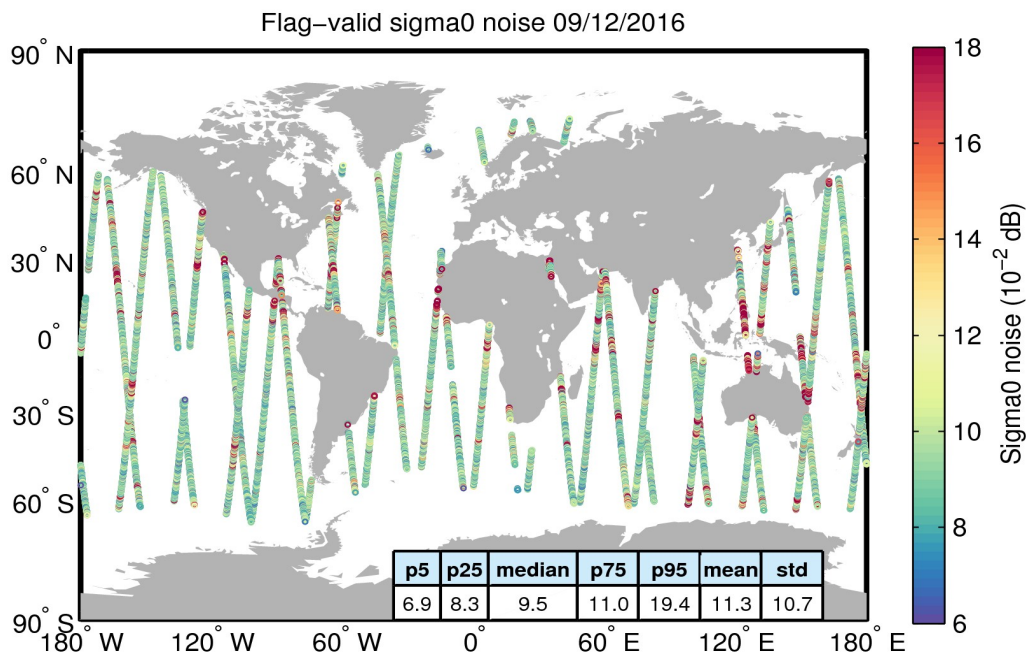 Flag-valid sigma0 noise 09/12/2016
90° N
60° N
30° N
0°
30° S
60° S
90° S
180° W
120° W
60° W
0°
60° E
120° E
180° E
p5 p25 median p75 p95 mean std
6.9 8.3 9.5 11.0 19.4 11.3 10.7
18
16
14
12
10
8
6
Sigma0 noise (10⁻² dB)